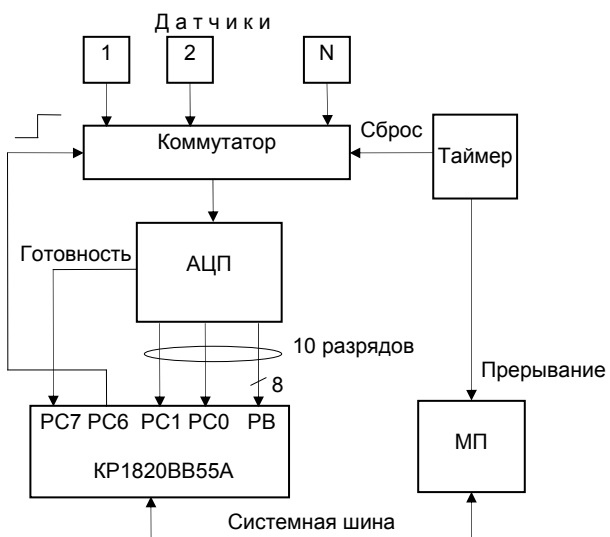 Д а т ч и к и
1 2 N
Сброс
Коммутатор
Таймер
Готовность
АЦП
10 разрядов
8
Прерывание
PC7 PC6 PC1 PC0 PB
МП
КР1820ВВ55А
Системная шина